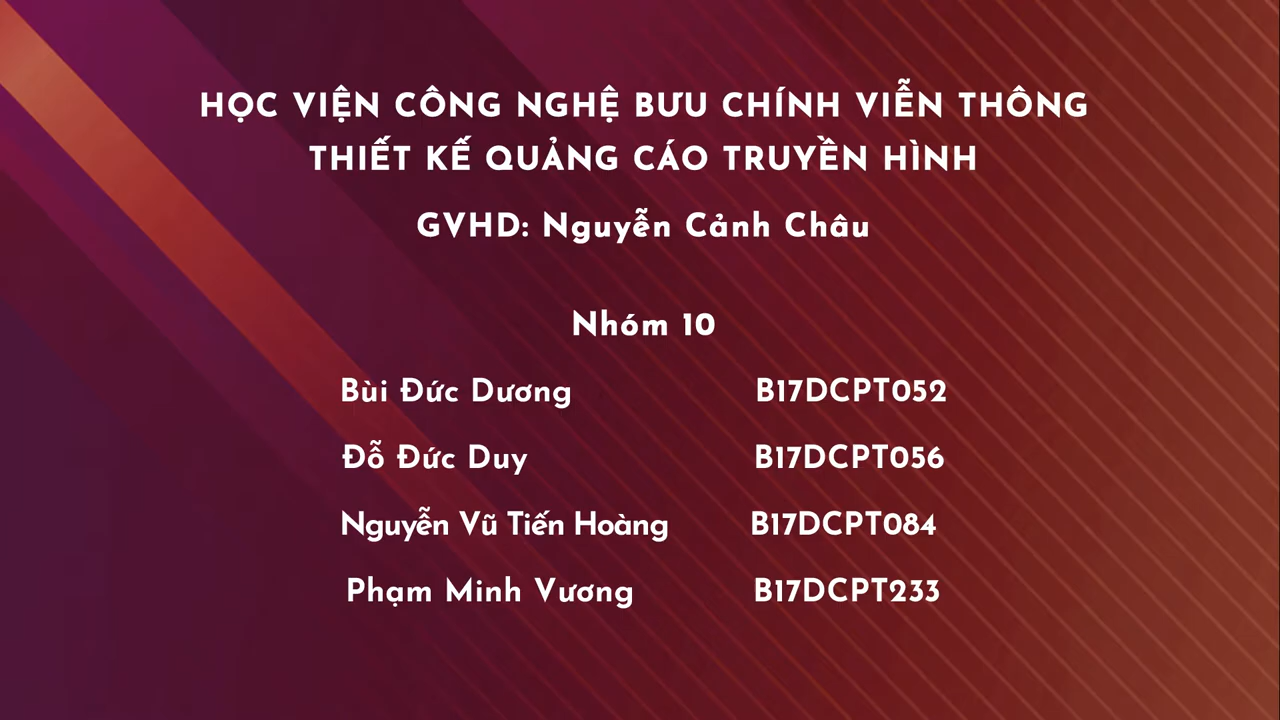 HỌC VIỆN CÔNG NGHỆ BƯU CHÍNH VIỄN THÔNG
THIẾT KẾ QUẢNG CÁO TRUYỀN HÌNH
GVHD: Nguyễn Cảnh Châu
Nhóm 10
Bùi Đức Dương B17DCPT052
Đỗ Đức Duy B17DCPT056
Nguyễn Vũ Tiến Hoàng B17DCPT084
Phạm Minh Vương B17DCPT233